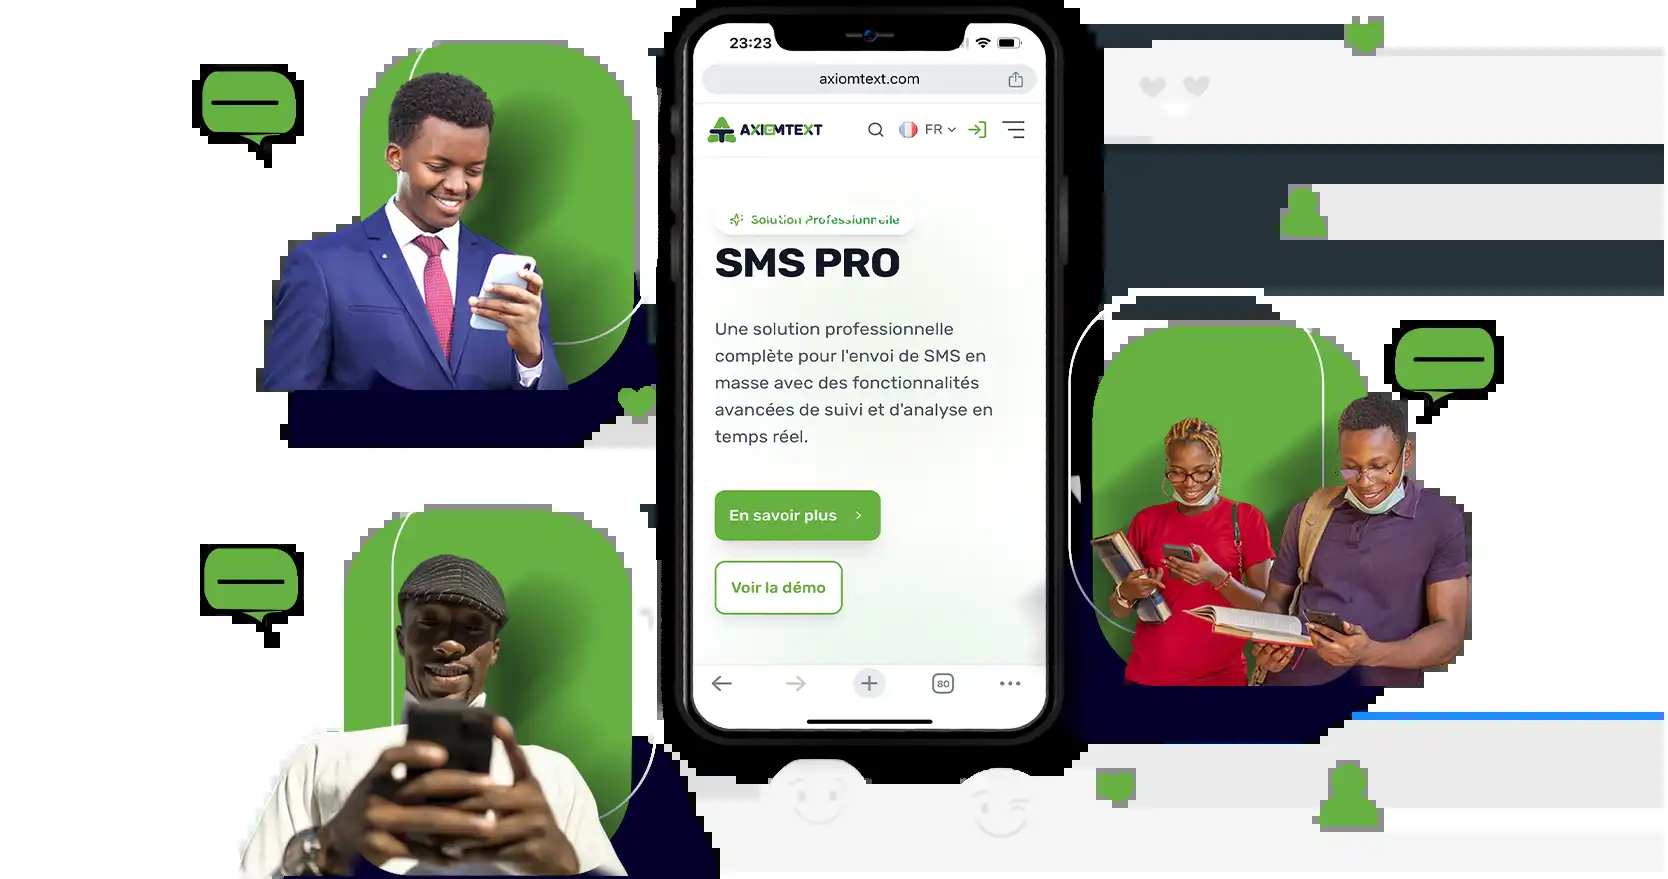 23:23
axiomtext.com
AXIOMTEXT
FR
Solution Professionnelle
SMS PRO
Une solution professionnelle
complète pour l'envoi de SMS en
masse avec des fonctionnalités
avancées de suivi et d'analyse en
temps réel.
En savoir plus
Voir la démo
80